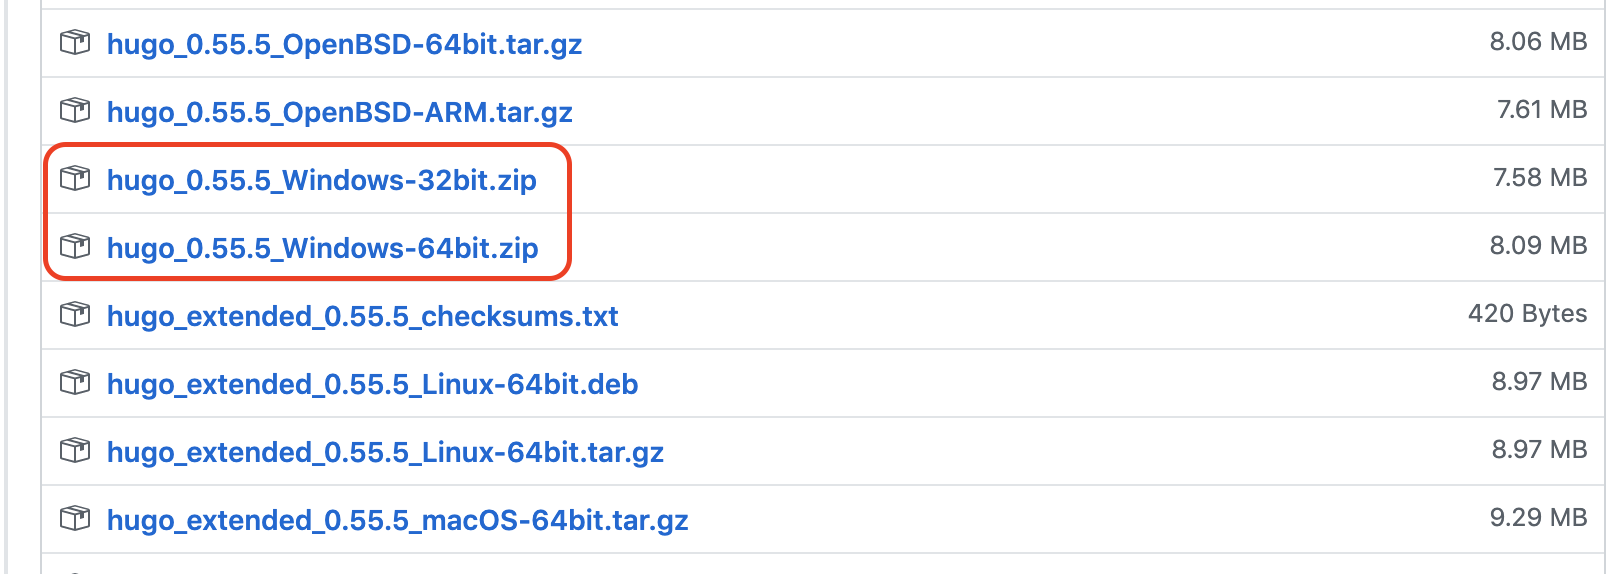 hugo_0.55.5_OpenBSD-64bit.tar.gz 8.06 MB
hugo_0.55.5_OpenBSD-ARM.tar.gz 7.61 MB
hugo_0.55.5_Windows-32bit.zip 7.58 MB
hugo_0.55.5_Windows-64bit.zip 8.09 MB
hugo_extended_0.55.5_checksums.txt 420 Bytes
hugo_extended_0.55.5_Linux-64bit.deb 8.97 MB
hugo_extended_0.55.5_Linux-64bit.tar.gz 8.97 MB
hugo_extended_0.55.5_macOS-64bit.tar.gz 9.29 MB